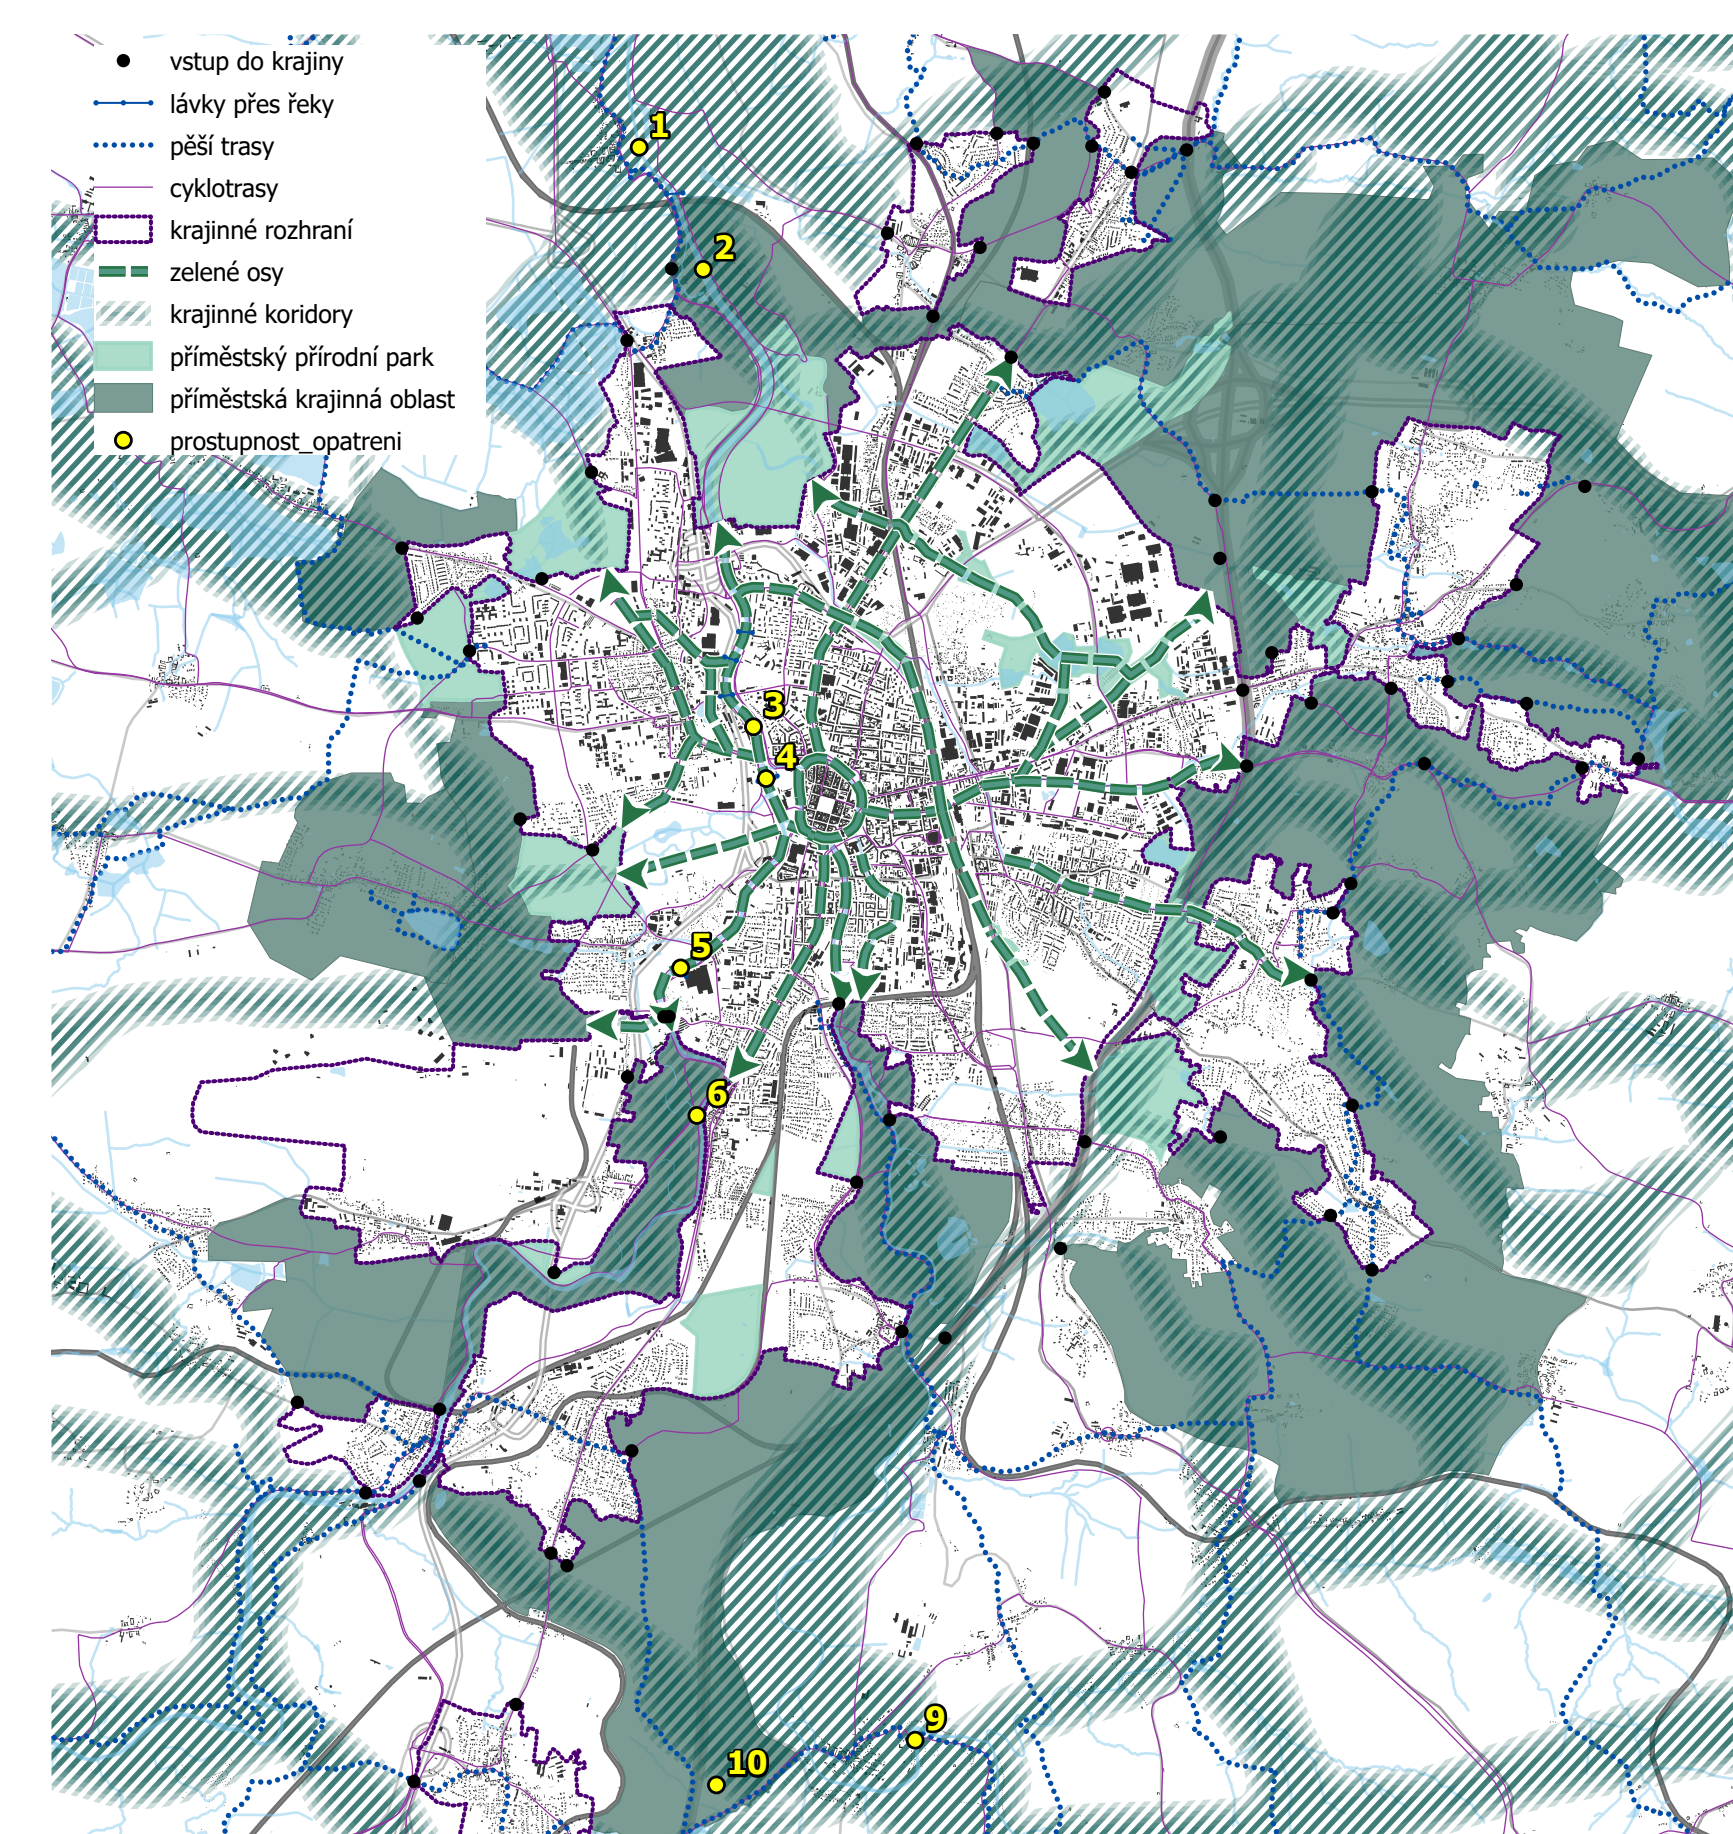 vstup do krajiny
lávky přes řeky
pěší trasy
cyklotrasy
krajinné rozhraní
zelené osy
krajinné koridory
příměstský přírodní park
příměstská krajinná oblast
prostupnost_opatreni
1
2
3
4
5
6
9
10